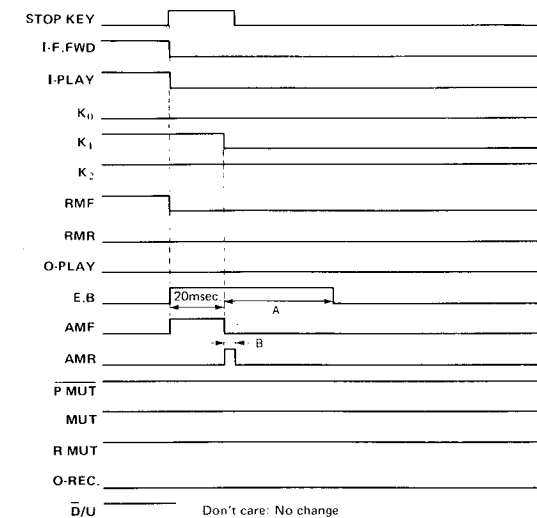 STOP KEY
I-F.FWD
I-PLAY
K₀
K₁
K₂
RMF
RMR
O-PLAY
E.B
20msec.
A
AMF
B
AMR
P̅ ̅M̅U̅T̅
MUT
R MUT
O-REC.
D̅/U Don't care: No change